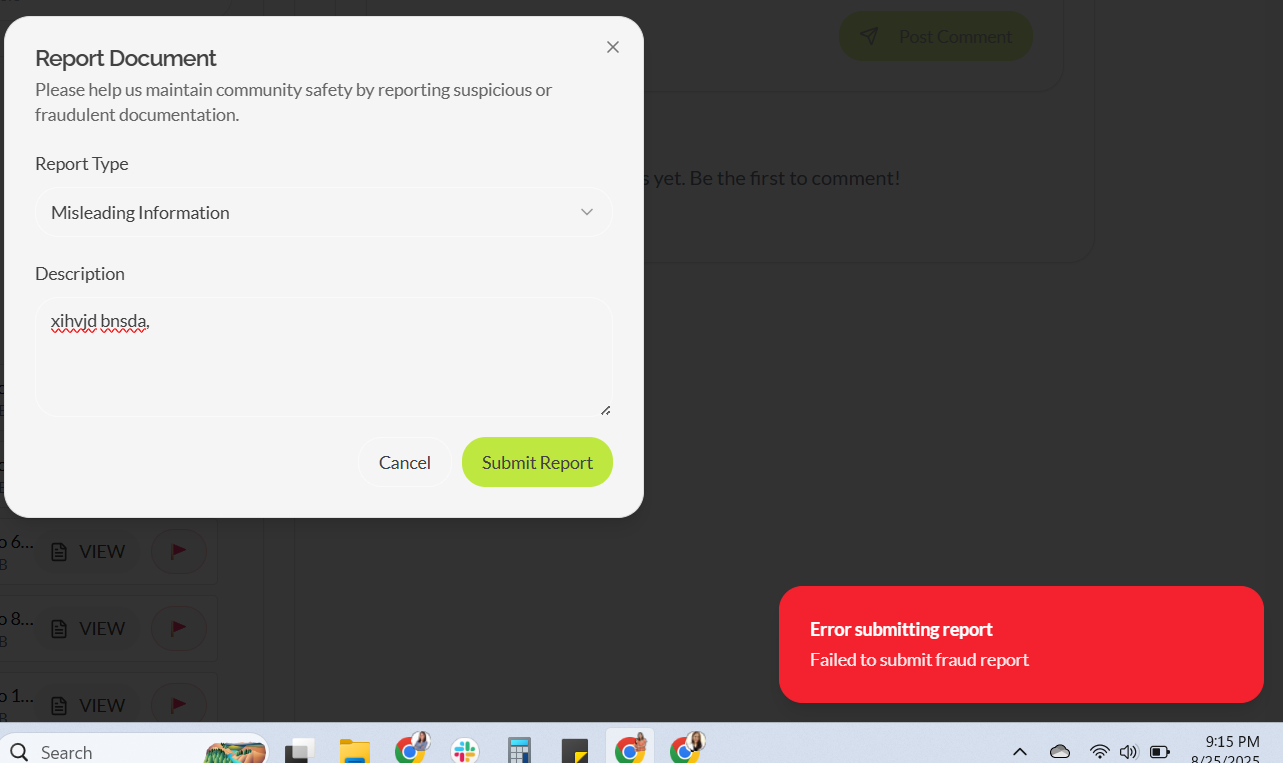 Report Document
Please help us maintain community safety by reporting suspicious or
fraudulent documentation.
Report Type
Misleading Information
Description
xihvjd bnsda,
Cancel
Submit Report
Post Comment
s yet. Be the first to comment!
o 6...
B
VIEW
o 8...
B
VIEW
o 1...
B
VIEW
Error submitting report
Failed to submit fraud report
Search
9:15 PM
8/25/2025